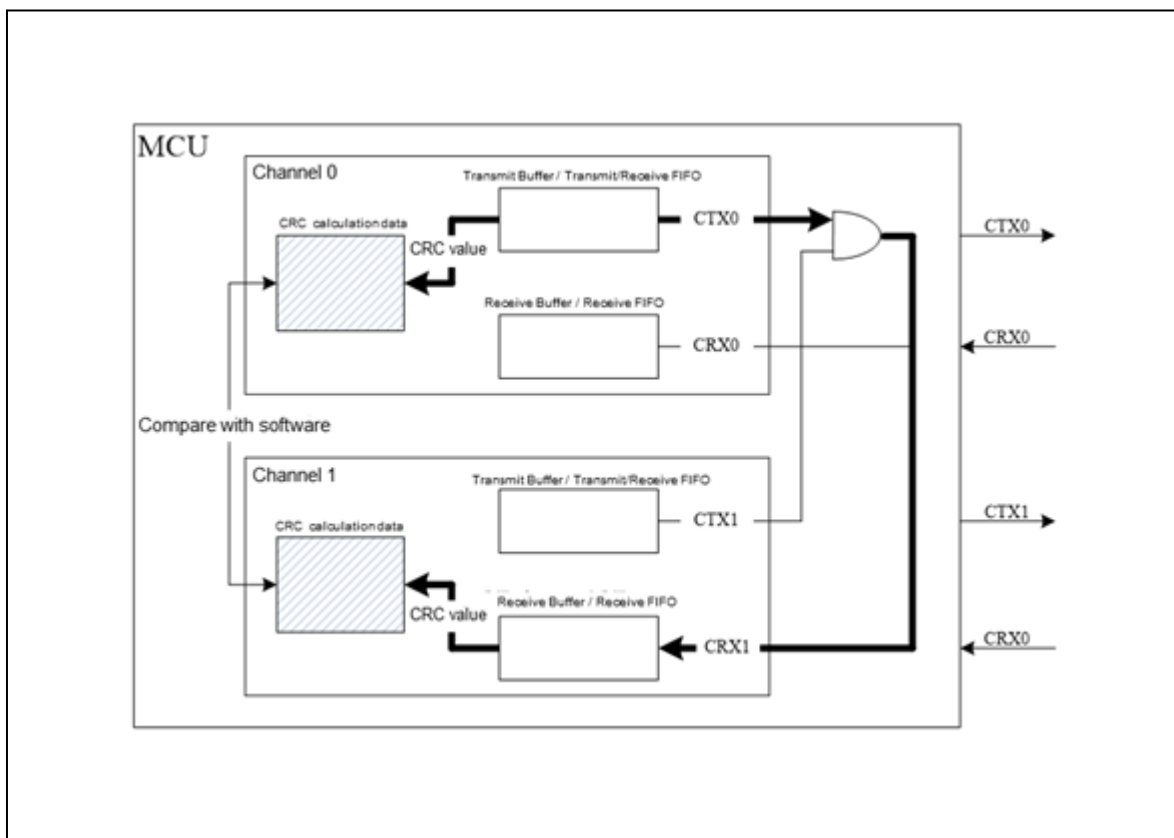 MCU
Channel 0
Transmit Buffer / Transmit/Receive FIFO
CRC calculation data
CTX0
CTX0
CRC value
Receive Buffer / Receive FIFO
CRX0
CRX0
Compare with software
Channel 1
Transmit Buffer / Transmit/Receive FIFO
CRC calculation data
CTX1
CTX1
Receive Buffer / Receive FIFO
CRC value
CRX1
CRX0